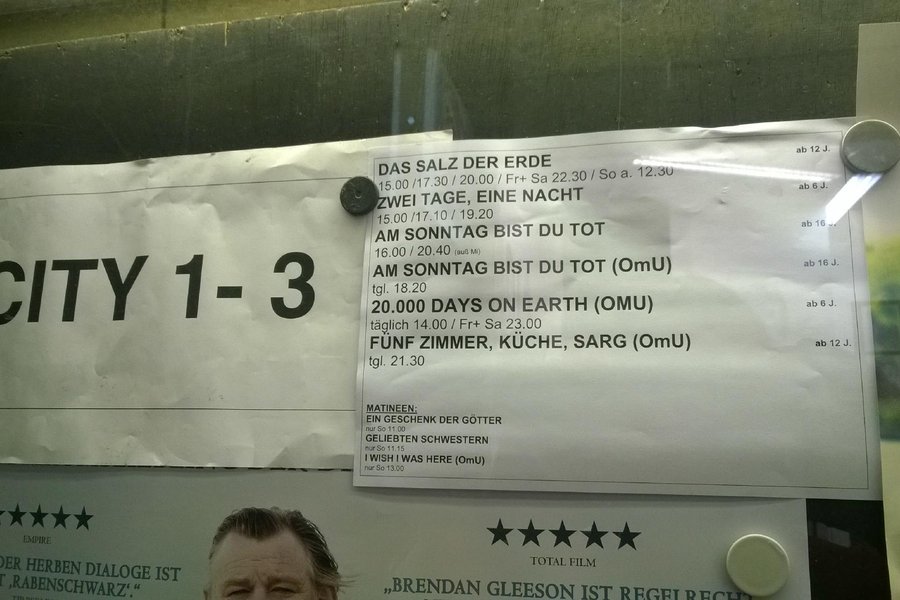 CITY 1- 3
DAS SALZ DER ERDE ab 12 J.
15.00 /17.30 / 20.00 / Fr+ Sa 22.30 / So a. 12.30
ZWEI TAGE, EINE NACHT ab 6 J.
15.00 /17.10 / 19.20
AM SONNTAG BIST DU TOT ab 16 J.
16.00 / 20.40 (auß Mi)
AM SONNTAG BIST DU TOT (OmU) ab 16 J.
tgl. 18.20
20.000 DAYS ON EARTH (OMU) ab 6 J.
täglich 14.00 / Fr+ Sa 23.00
FÜNF ZIMMER, KÜCHE, SARG (OmU) ab 12 J.
tgl. 21.30
MATINEEN:
EIN GESCHENK DER GÖTTER
nur So 11.00
GELIEBTEN SCHWESTERN
nur So 11.15
I WISH I WAS HERE (OmU)
nur So 13.00
EMPIRE
DER HERBEN DIALOGE IST
‚RABENSCHWARZ'.“
TOTAL FILM
„BRENDAN GLEESON IST REGELRECHT